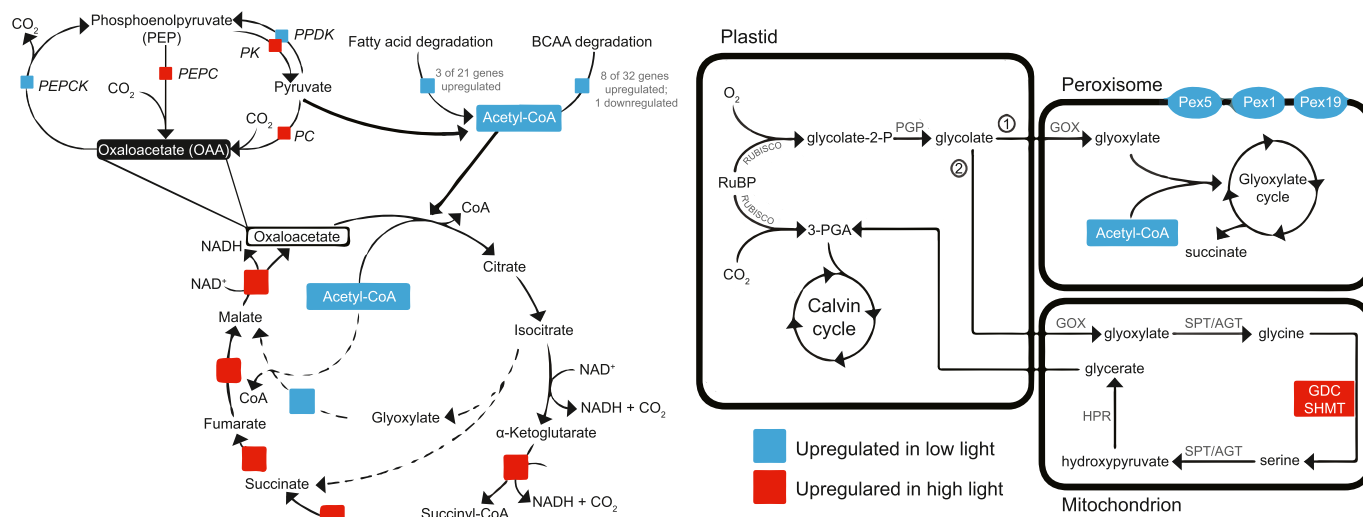 CO2
Phosphoenolpyruvate
(PEP)
PPDK
PK
PEPCK
PEPC
CO2
Pyruvate
CO2
PC
Oxaloacetate (OAA)
Fatty acid degradation
3 of 21 genes
upregulated
BCAA degradation
8 of 32 genes
upregulated;
1 downregulated
Acetyl-CoA
CoA
Oxaloacetate
NADH
NAD+
Malate
Acetyl-CoA
Citrate
Isocitrate
NAD+
NADH + CO2
CoA
Glyoxylate
Fumarate
α-Ketoglutarate
Succinate
NADH + CO2
Succinyl-CoA
Plastid
O2
RUBISCO
glycolate-2-P
PGP
glycolate
1
2
RuBP
RUBISCO
3-PGA
CO2
Calvin
cycle
Peroxisome
Pex5
Pex1
Pex19
GOX
glyoxylate
Glyoxylate
cycle
Acetyl-CoA
succinate
GOX
glyoxylate
SPT/AGT
glycine
glycerate
GDC
SHMT
HPR
hydroxypyruvate
SPT/AGT
serine
Mitochondrion
Upregulated in low light
Upregulared in high light